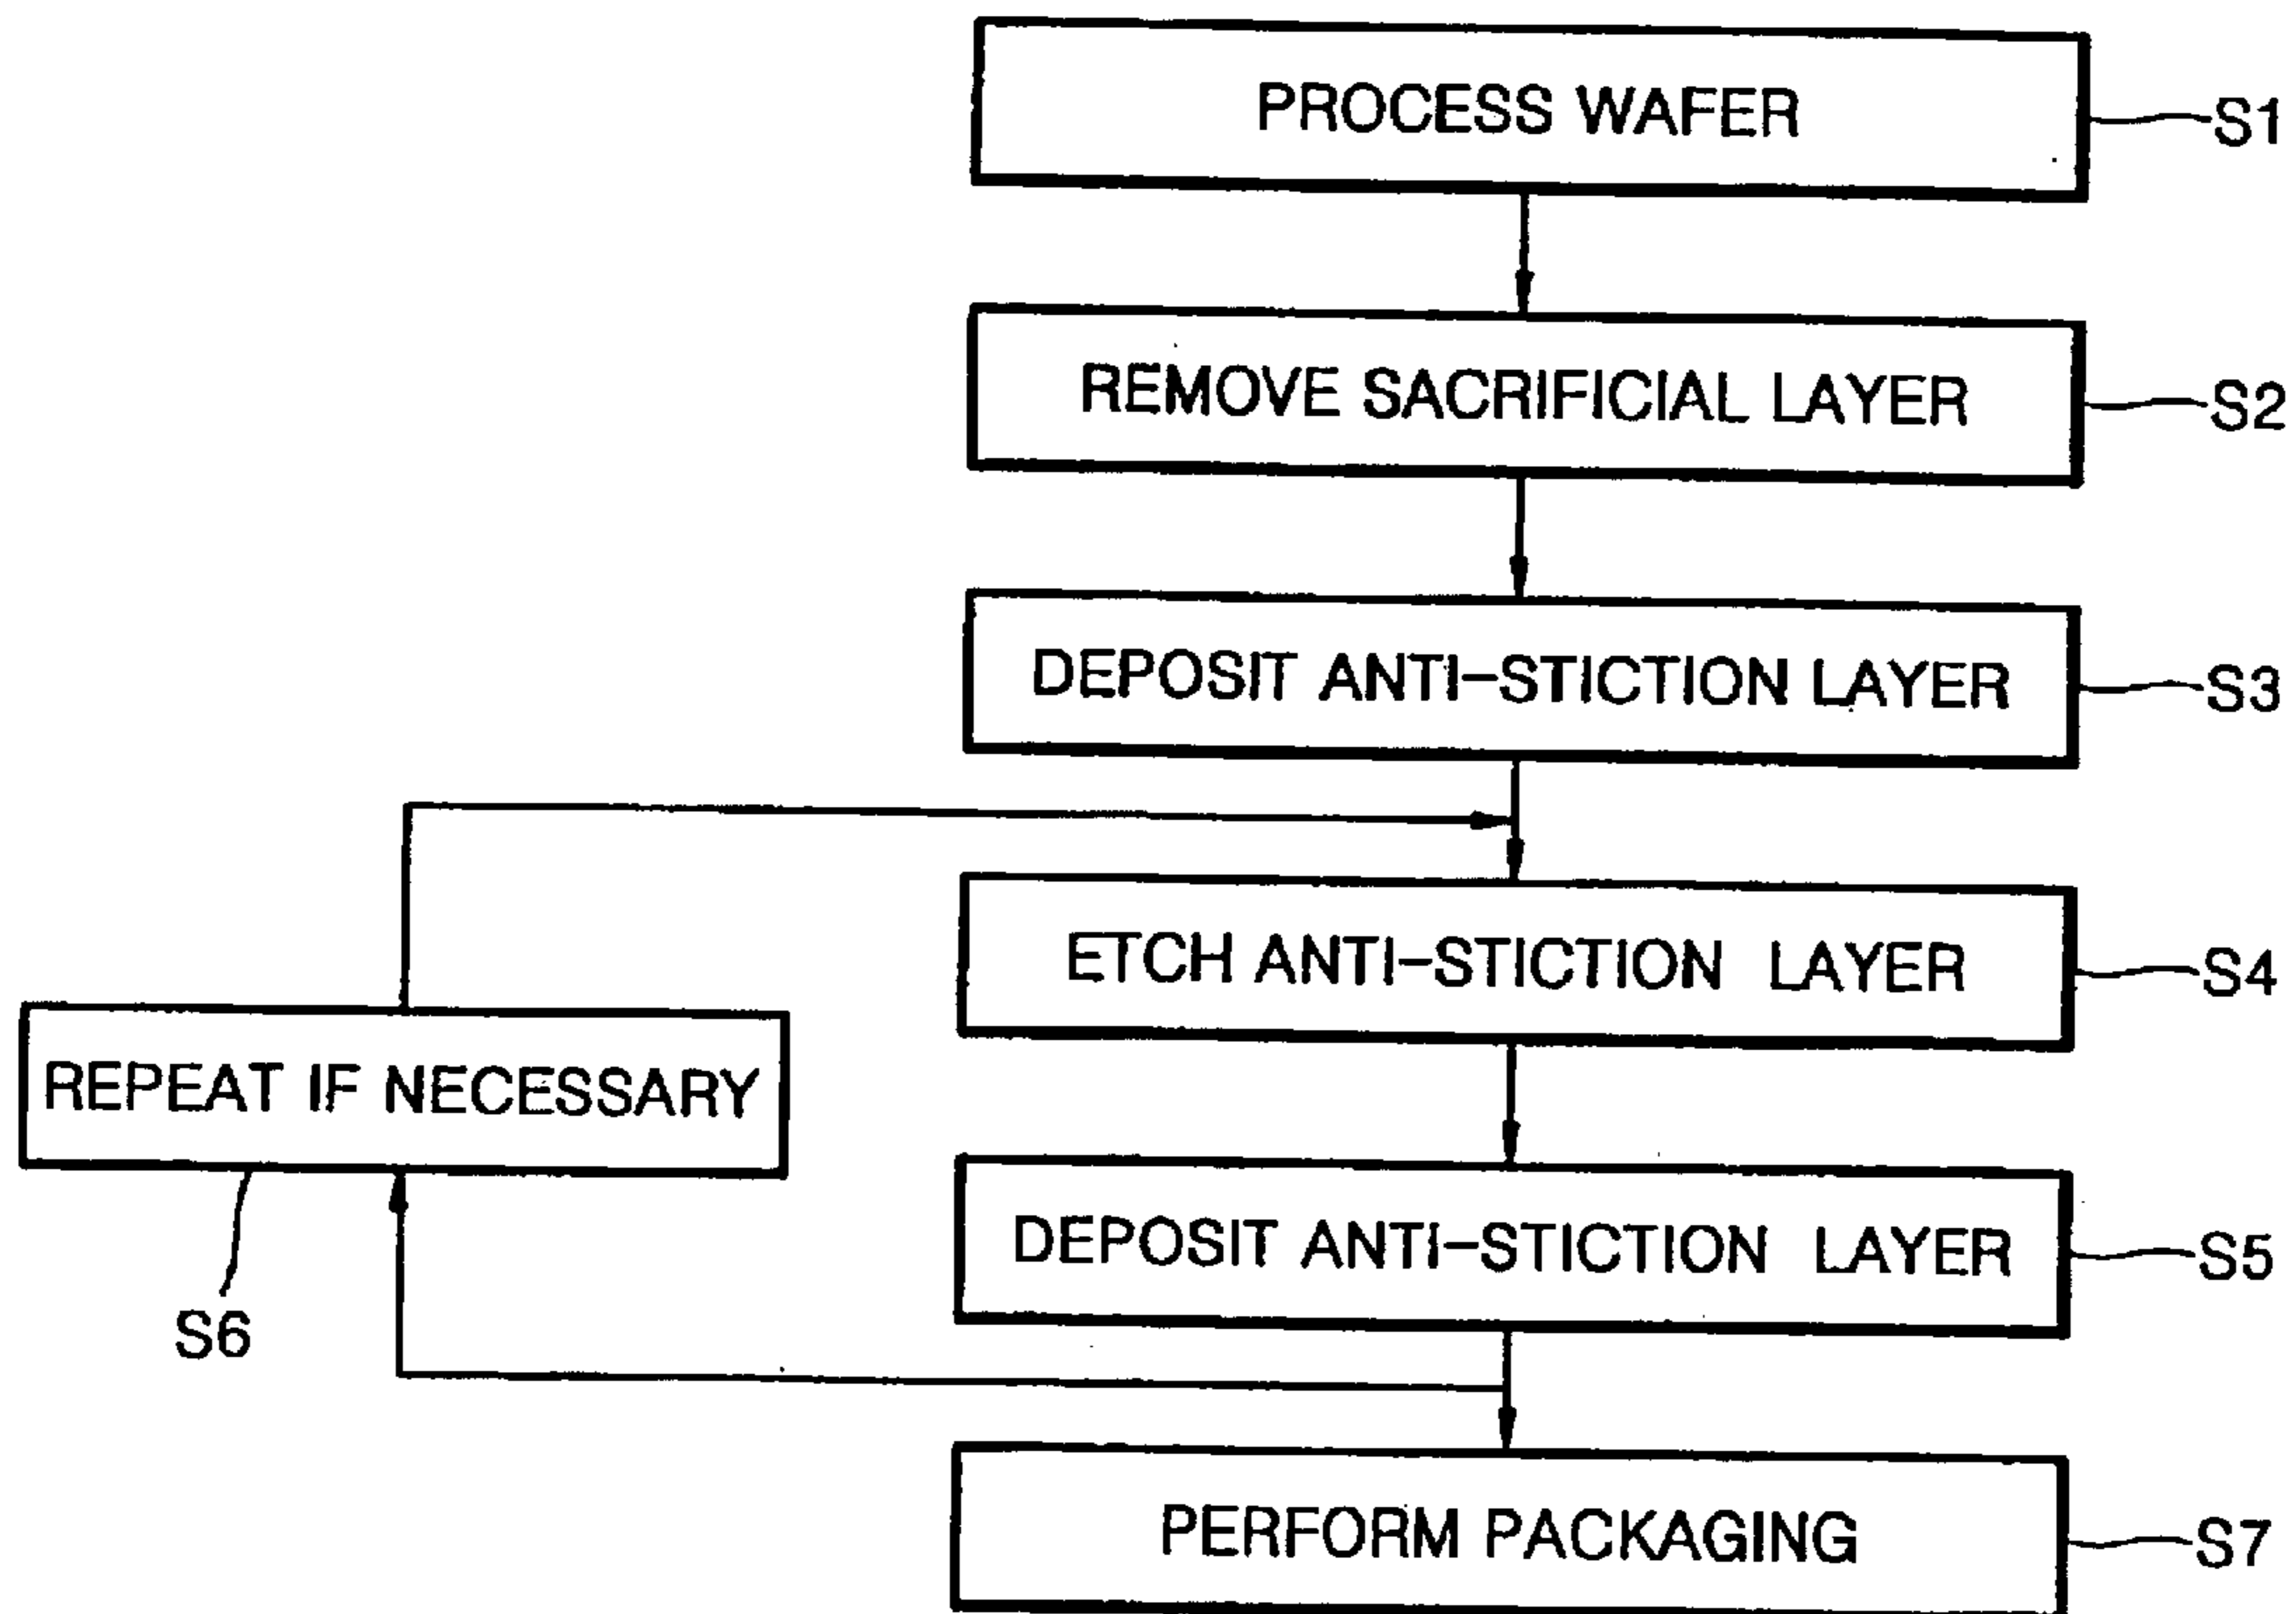 PROCESS WAFER
S1
REMOVE SACRIFICIAL LAYER
S2
DEPOSIT ANTI-STICTION LAYER
S3
ETCH ANTI-STICTION LAYER
S4
REPEAT IF NECESSARY
S6
DEPOSIT ANTI-STICTION LAYER
S5
PERFORM PACKAGING
S7